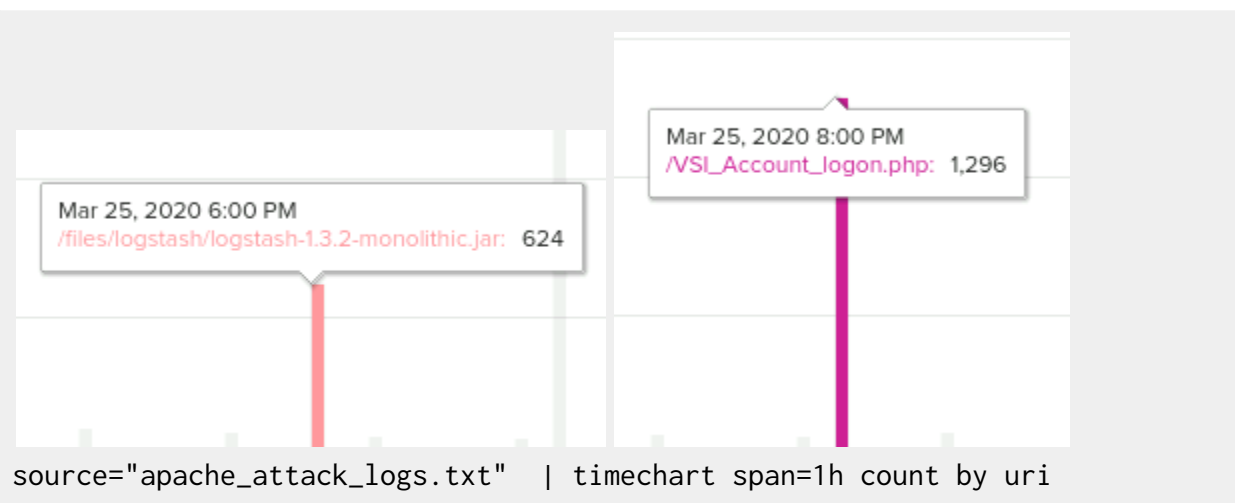 Mar 25, 2020 6:00 PM
/files/logstash/logstash-1.3.2-monolithic.jar: 624
Mar 25, 2020 8:00 PM
/VSI_Account_logon.php: 1,296
source="apache_attack_logs.txt"  | timechart span=1h count by uri